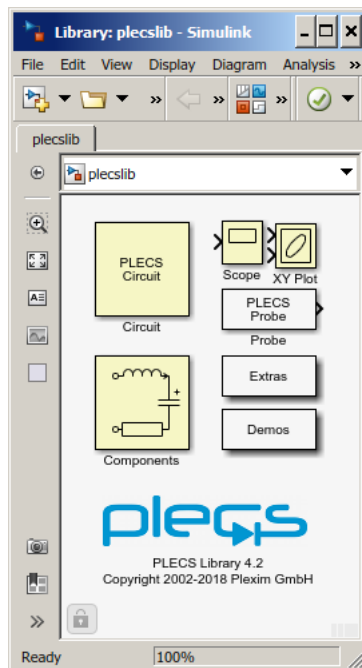 Library: plecslib - Simulink
File Edit View Display Diagram Analysis »
plecslib
plecslib
PLECS
Circuit
Circuit
Scope
XY Plot
PLECS
Probe
Probe
Components
Extras
Demos
plecs
PLECS Library 4.2
Copyright 2002-2018 Plexim GmbH
Ready 100%